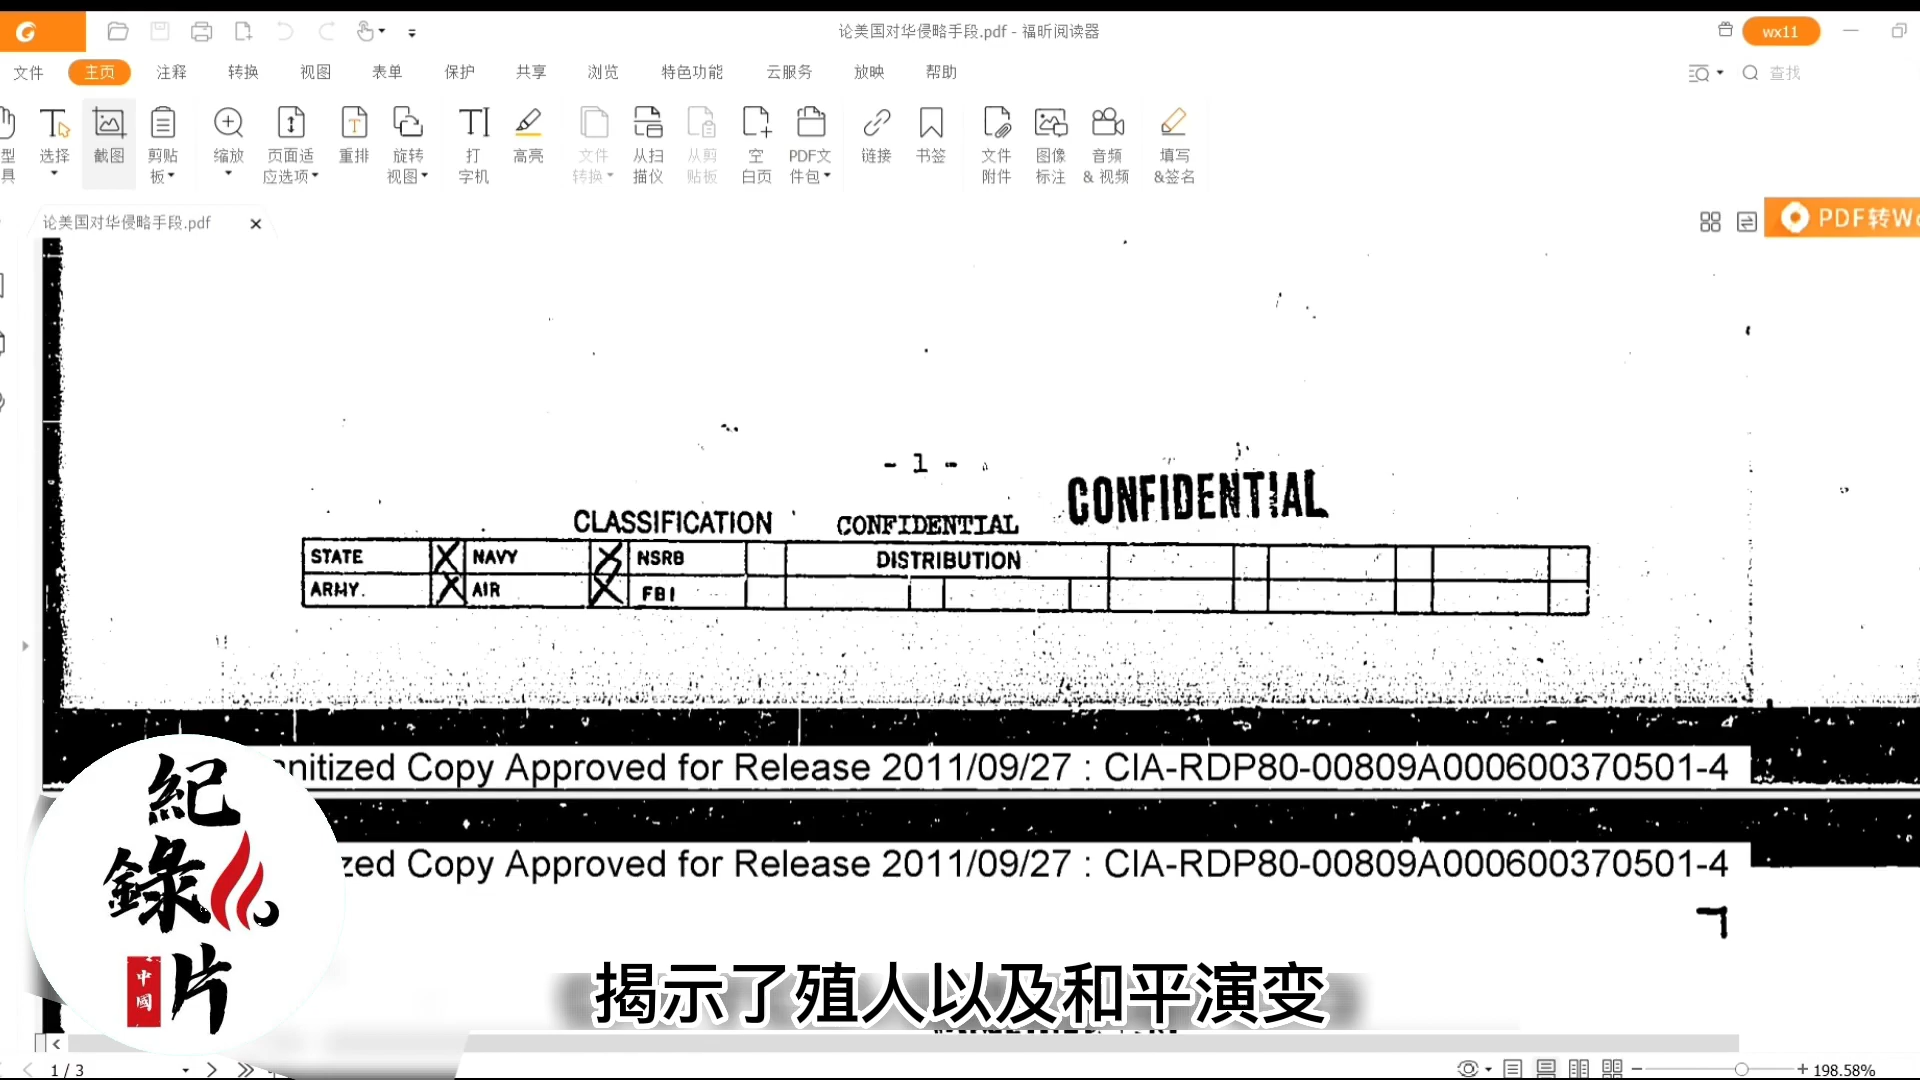 论美国对华侵略手段.pdf - 福昕阅读器
wx11
文件 主页 注释 转换 视图 表单 保护 共享 浏览 特色功能 云服务 放映 帮助 查找
型具 选择 截图 剪贴板 缩放 页面适应选项 重排 旋转视图 打字机 高亮 文件转换 从扫描仪 从剪贴板 空白页 PDF文件包 链接 书签 文件附件 图像标注 音频&视频 填写&签名
论美国对华侵略手段.pdf
PDF转Wo
- 1 -
CONFIDENTIAL
CLASSIFICATION CONFIDENTIAL
STATE X NAVY X NSRB DISTRIBUTION
ARMY. X AIR X FBI
nitized Copy Approved for Release 2011/09/27 : CIA-RDP80-00809A000600370501-4
zed Copy Approved for Release 2011/09/27 : CIA-RDP80-00809A000600370501-4
紀
錄
片
中國
揭示了殖人以及和平演变
1 / 3
198.58%